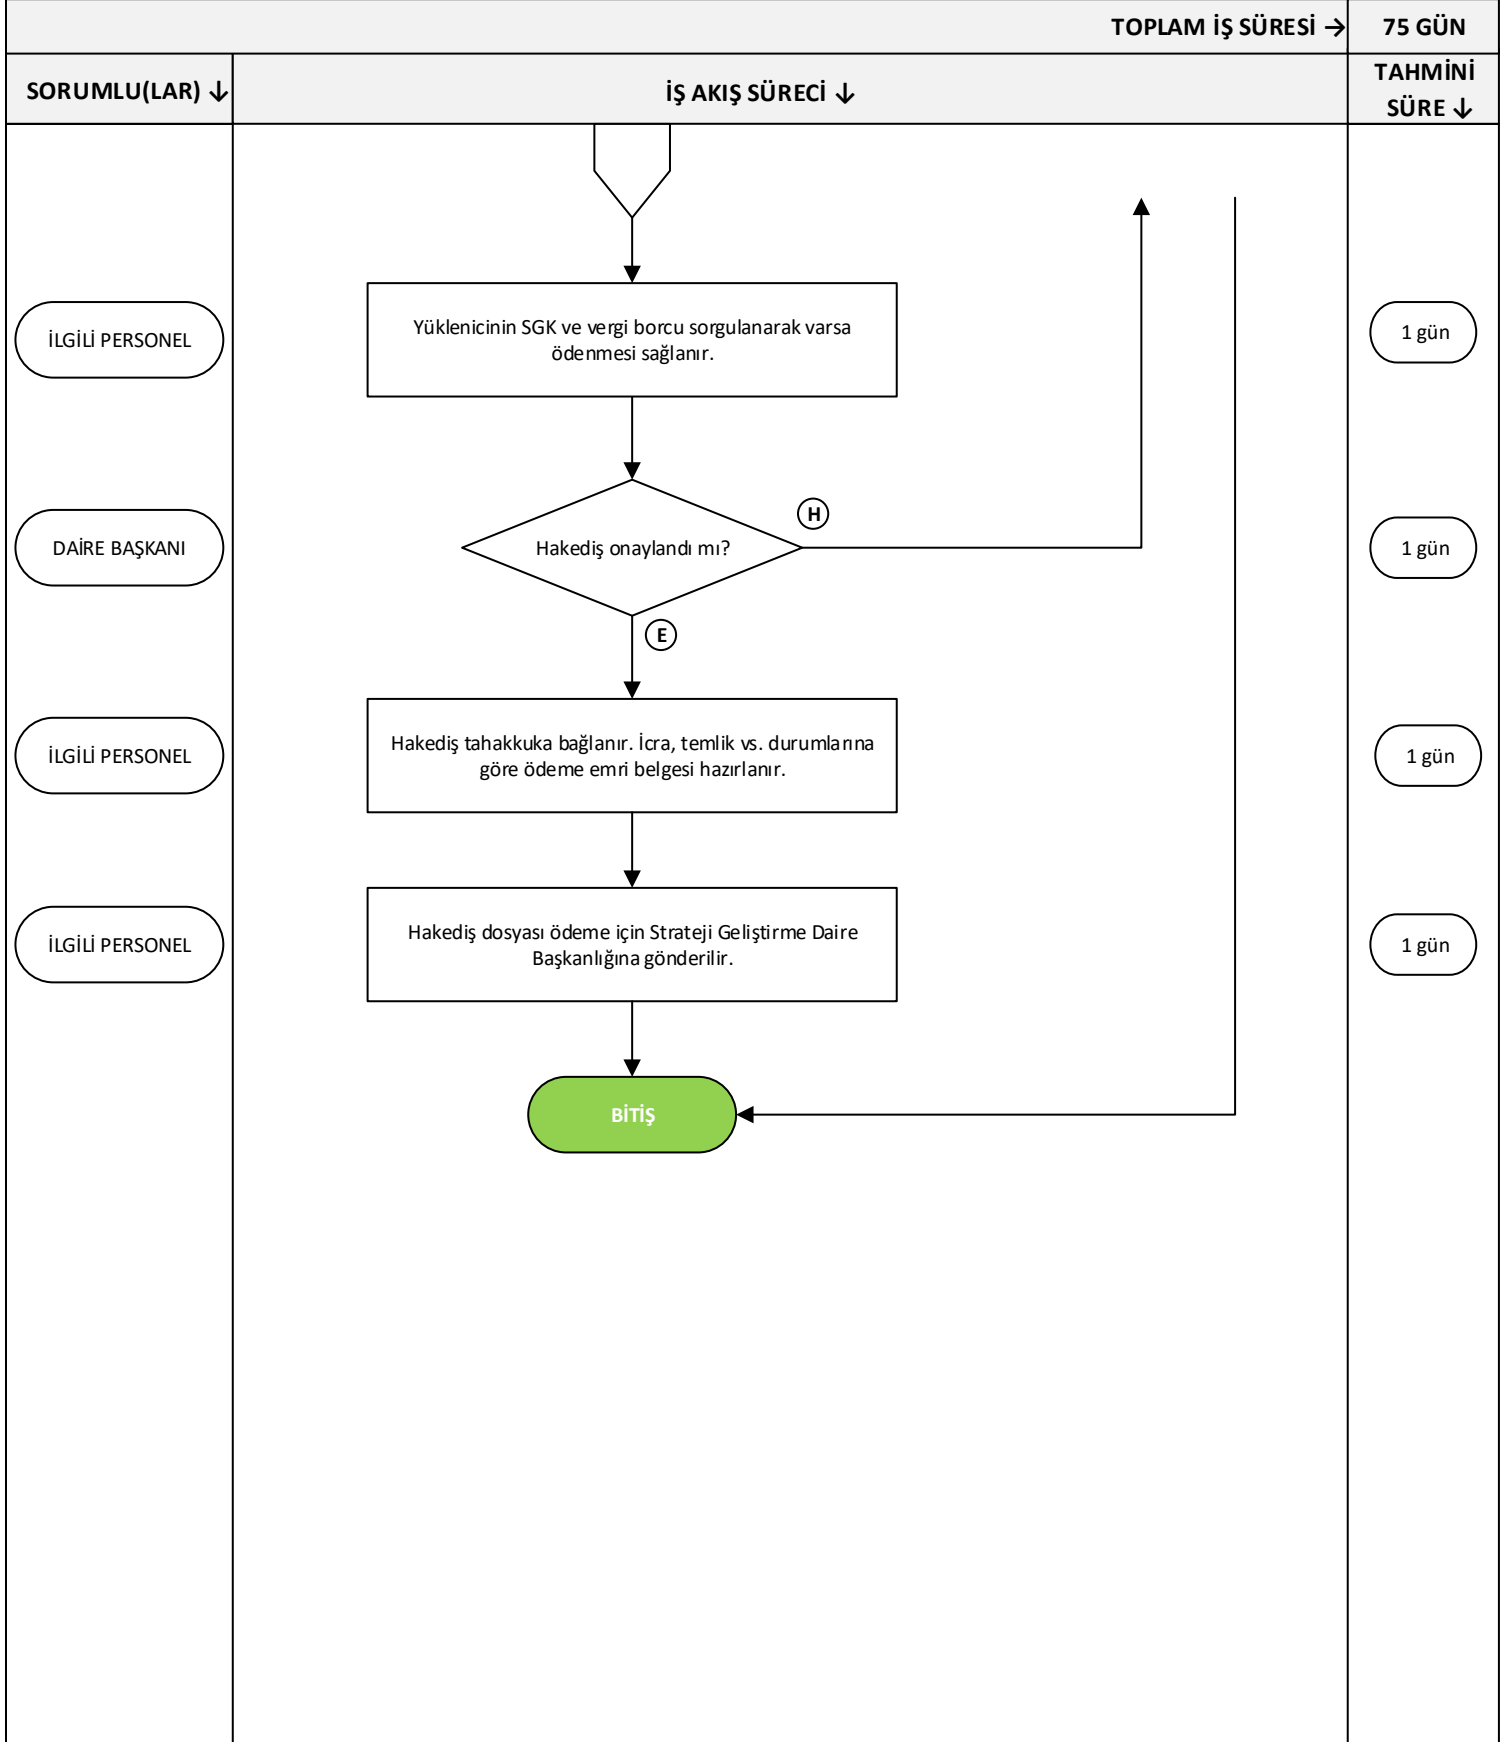 TOPLAM İŞ SÜRESİ →
75 GÜN
SORUMLU(LAR) ↓
İŞ AKIŞ SÜRECİ ↓
TAHMİNİ
SÜRE ↓
İLGİLİ PERSONEL
Yüklenicinin SGK ve vergi borcu sorgulanarak varsa
ödenmesi sağlanır.
1 gün
DAİRE BAŞKANI
Hakediş onaylandı mı?
H
1 gün
E
İLGİLİ PERSONEL
Hakediş tahakkuka bağlanır. İcra, temlik vs. durumlarına
göre ödeme emri belgesi hazırlanır.
1 gün
İLGİLİ PERSONEL
Hakediş dosyası ödeme için Strateji Geliştirme Daire
Başkanlığına gönderilir.
1 gün
BİTİŞ